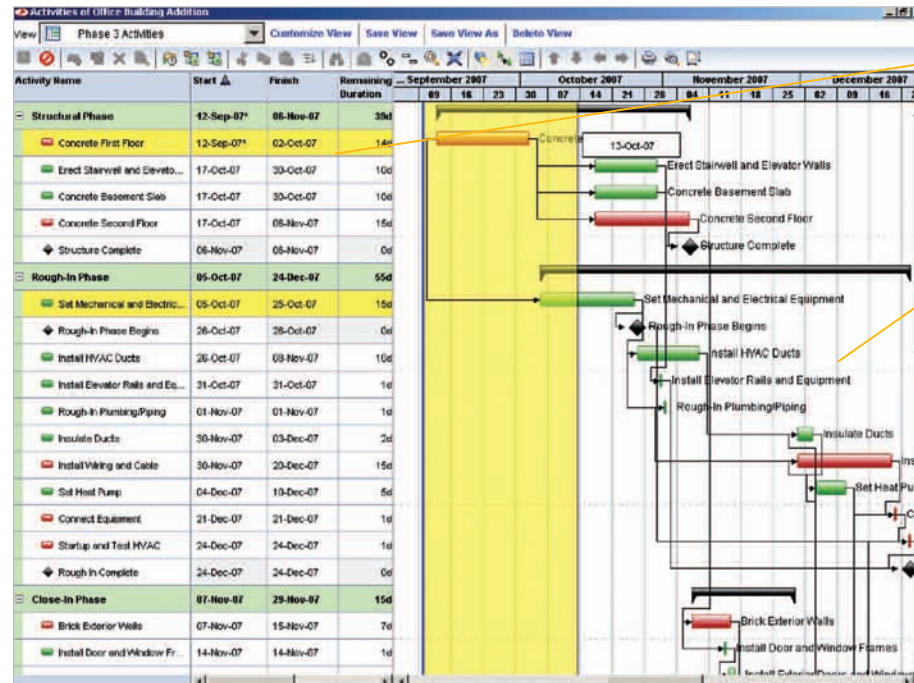 Activities of Office Building Addition
View Phase 3 Activities Customize View Save View Save View As Delete View
Activity Name Start Finish Remaining Duration ... September 2007 October 2007 November 2007 December 2007
09 16 23 30 07 14 21 28 04 11 18 25 02 09 16
Structural Phase 12-Sep-07* 06-Nov-07 39d
Concrete First Floor 12-Sep-07* 02-Oct-07 14d Concrete 13-Oct-07
Erect Stairwell and Elevato... 17-Oct-07 30-Oct-07 10d Erect Stairwell and Elevator Walls
Concrete Basement Slab 17-Oct-07 30-Oct-07 10d Concrete Basement Slab
Concrete Second Floor 17-Oct-07 06-Nov-07 15d Concrete Second Floor
Structure Complete 06-Nov-07 06-Nov-07 0d Structure Complete
Rough-In Phase 05-Oct-07 24-Dec-07 55d
Set Mechanical and Electric... 05-Oct-07 25-Oct-07 15d Set Mechanical and Electrical Equipment
Rough-In Phase Begins 26-Oct-07 26-Oct-07 0d Rough-In Phase Begins
Install HVAC Ducts 26-Oct-07 08-Nov-07 10d Install HVAC Ducts
Install Elevator Rails and Eq... 31-Oct-07 31-Oct-07 1d Install Elevator Rails and Equipment
Rough-In Plumbing/Piping 01-Nov-07 01-Nov-07 1d Rough-In Plumbing/Piping
Insulate Ducts 30-Nov-07 03-Dec-07 2d Insulate Ducts
Install Wiring and Cable 30-Nov-07 20-Dec-07 15d Ins
Set Heat Pump 04-Dec-07 10-Dec-07 5d Set Heat Pu
Connect Equipment 21-Dec-07 21-Dec-07 1d C
Startup and Test HVAC 24-Dec-07 24-Dec-07 1d
Rough In Complete 24-Dec-07 24-Dec-07 0d
Close-In Phase 07-Nov-07 29-Nov-07 15d
Brick Exterior Walls 07-Nov-07 15-Nov-07 7d Brick Exterior Walls
Install Door and Window Fr... 14-Nov-07 14-Nov-07 1d Install Door and Window Frames
Install Exterior Doors and Window